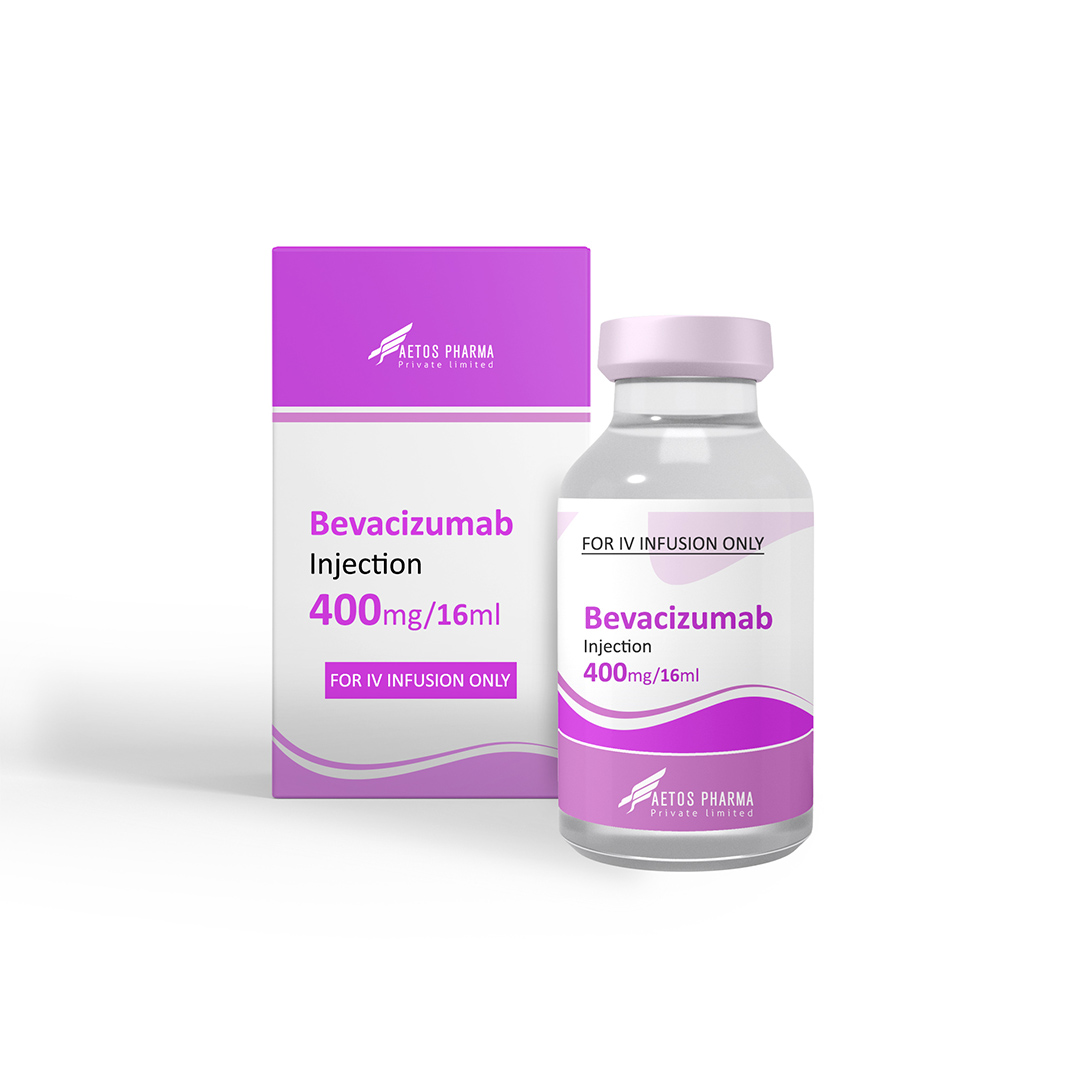 AETOS PHARMA
Private limited
Bevacizumab
Injection
400mg/16ml
FOR IV INFUSION ONLY
FOR IV INFUSION ONLY
Bevacizumab
Injection
400mg/16ml
AETOS PHARMA
Private limited